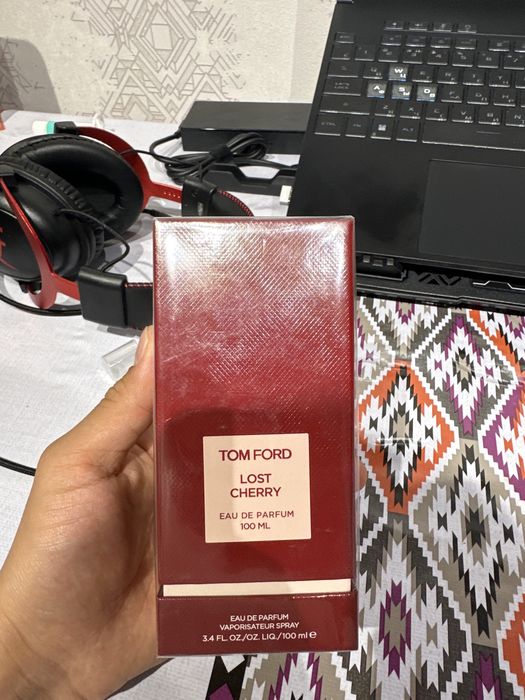 TOM FORD
LOST
CHERRY
EAU DE PARFUM
100 ML
EAU DE PARFUM
VAPORISATEUR SPRAY
3.4 FL. OZ./OZ. LIQ./100 ml e